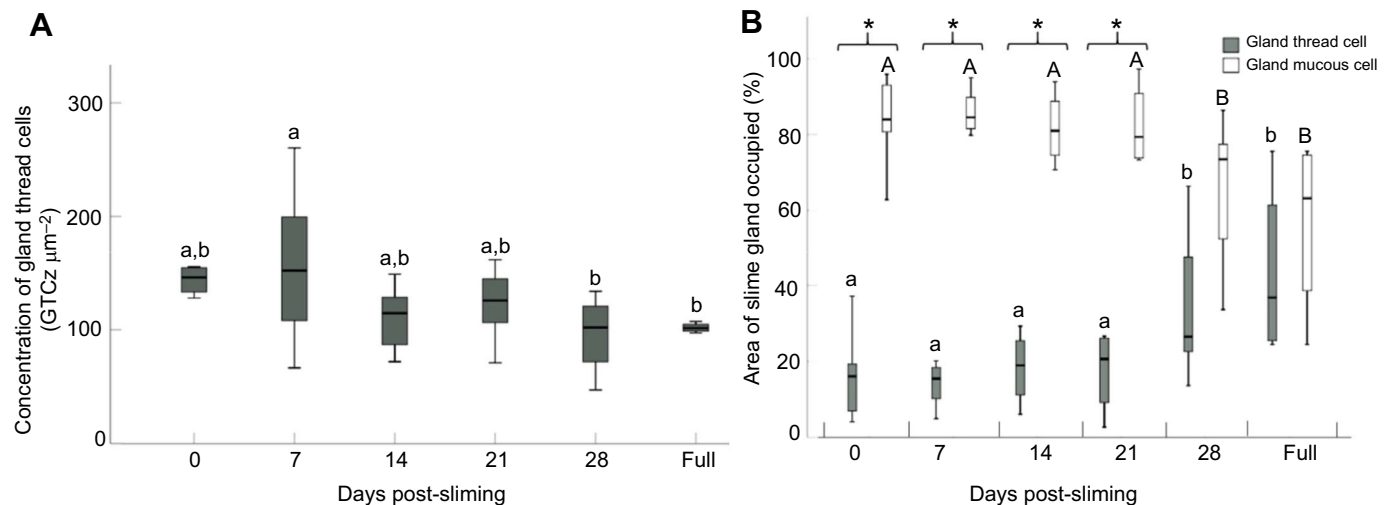 A
Concentration of gland thread cells
(GTCz μm⁻²)
300
200
100
0
a,b
a
a,b
a,b
b
b
0 7 14 21 28 Full
Days post-sliming
B
Area of slime gland occupied (%)
100
80
60
40
20
0
* * * *
Gland thread cell
Gland mucous cell
A A A A B B
a a a a b b
0 7 14 21 28 Full
Days post-sliming